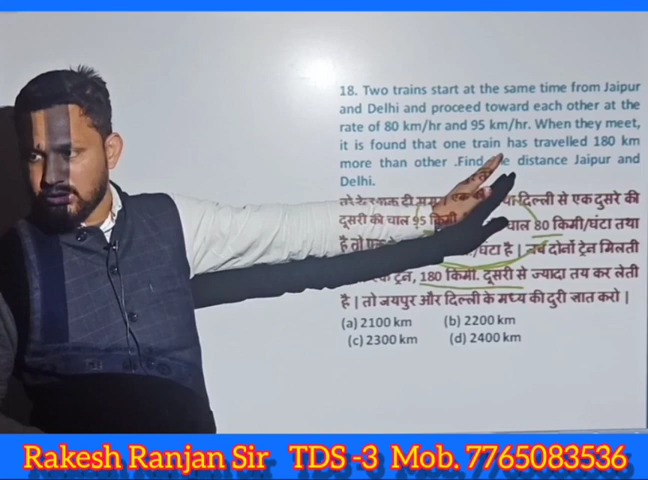 18. Two trains start at the same time from Jaipur
and Delhi and proceed toward each other at the
rate of 80 km/hr and 95 km/hr. When they meet,
it is found that one train has travelled 180 km
more than other .Find distance Jaipur and
Delhi.
दिल्ली से एक दुसरे की
दूसरी की चाल 95 किमी चाल 80 किमी/घंटा तथा
है तो घंटा है | जब दोनों ट्रेन मिलती
ट्रेन, 180 किमी. दूसरी से ज्यादा तय कर लेती
है | तो जयपुर और दिल्ली के मध्य की दुरी ज्ञात करो |
(a) 2100 km (b) 2200 km
(c) 2300 km (d) 2400 km
Rakesh Ranjan Sir TDS -3 Mob. 7765083536